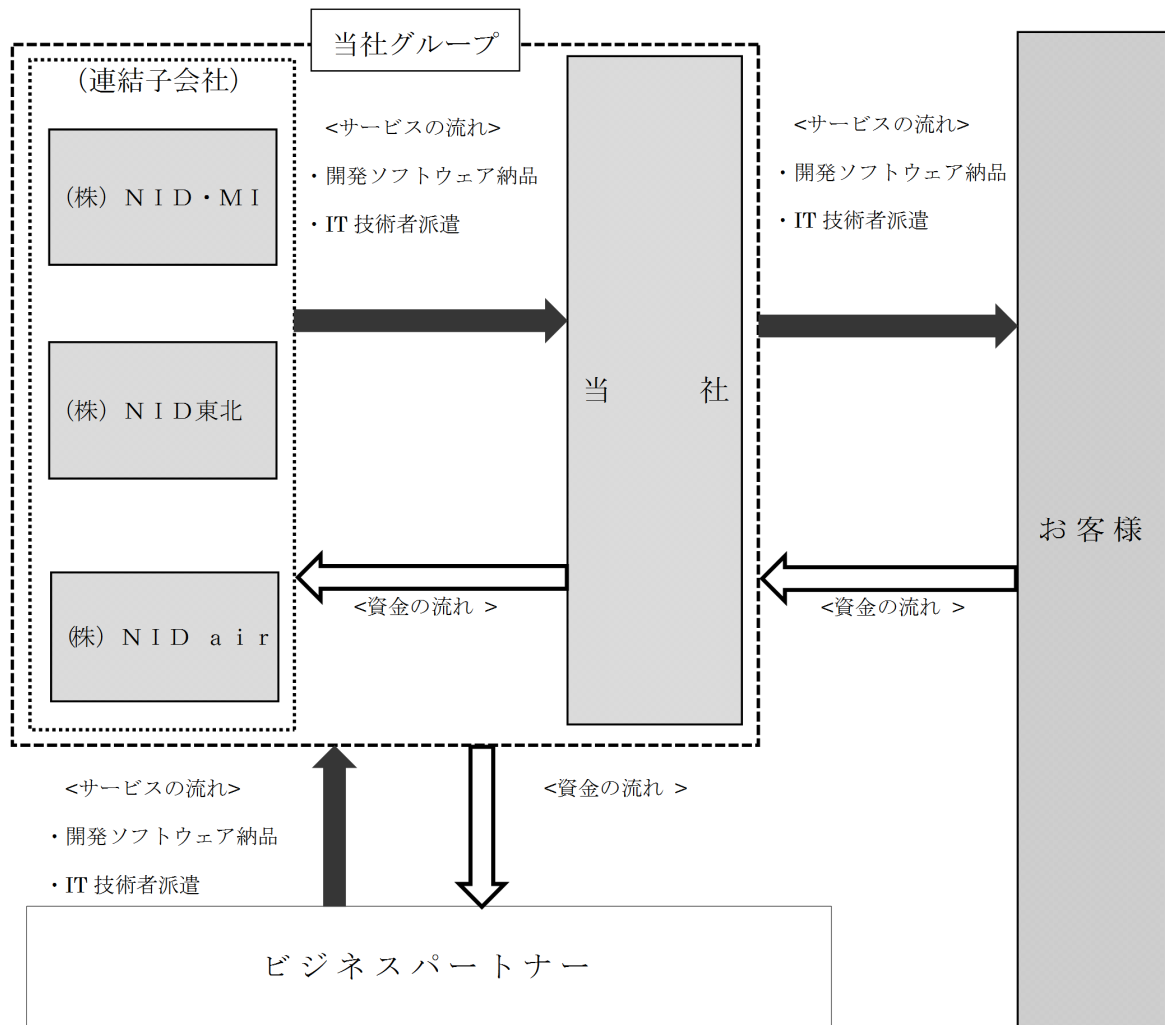 当社グループ
（連結子会社）
（株）ＮＩＤ・ＭＩ
（株）ＮＩＤ東北
（株）ＮＩＤ　ａｉｒ
<サービスの流れ>
・開発ソフトウェア納品
・IT 技術者派遣
当　　社
<資金の流れ >
<サービスの流れ>
・開発ソフトウェア納品
・IT 技術者派遣
<資金の流れ >
お客様
<サービスの流れ>
・開発ソフトウェア納品
・IT 技術者派遣
<資金の流れ >
ビジネスパートナー